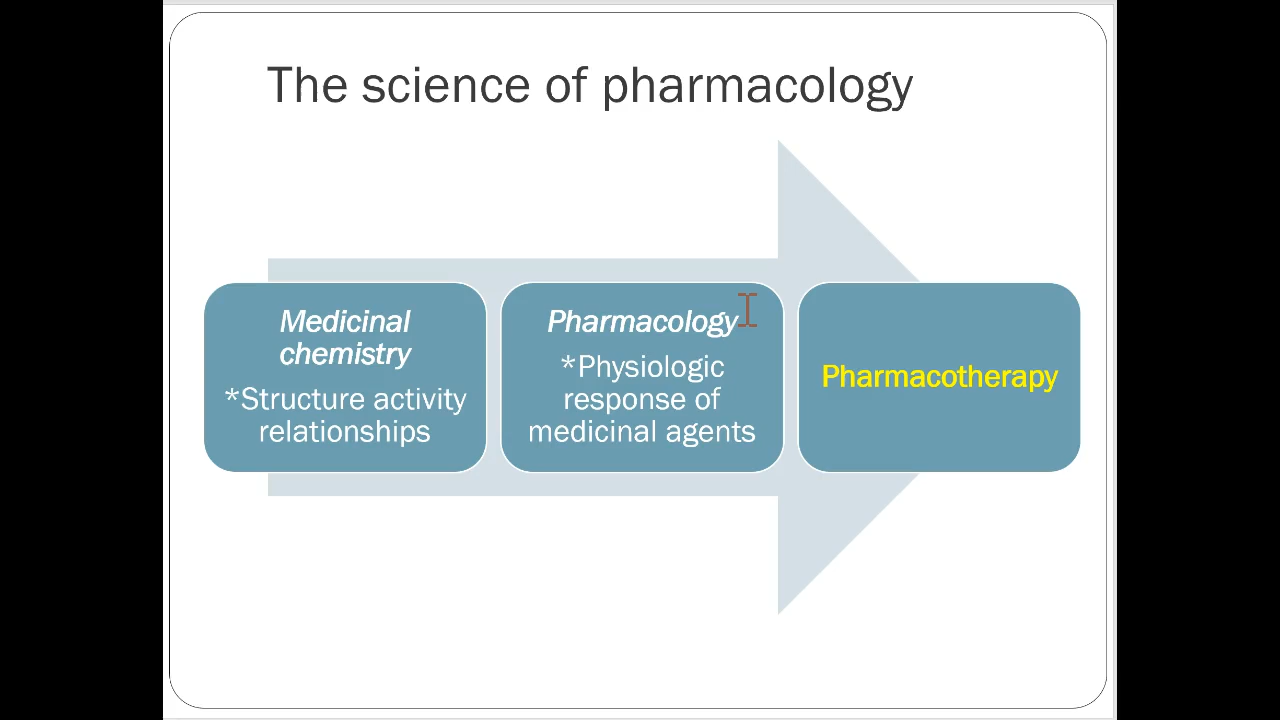 The science of pharmacology
Medicinal
chemistry
*Structure activity
relationships
Pharmacology
*Physiologic
response of
medicinal agents
Pharmacotherapy